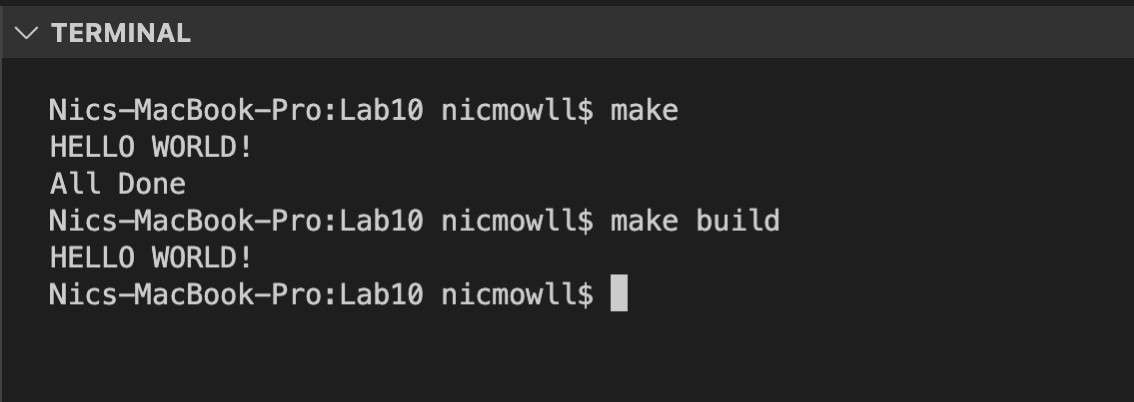 TERMINAL
Nics-MacBook-Pro:Lab10 nicmowll$ make
HELLO WORLD!
All Done
Nics-MacBook-Pro:Lab10 nicmowll$ make build
HELLO WORLD!
Nics-MacBook-Pro:Lab10 nicmowll$